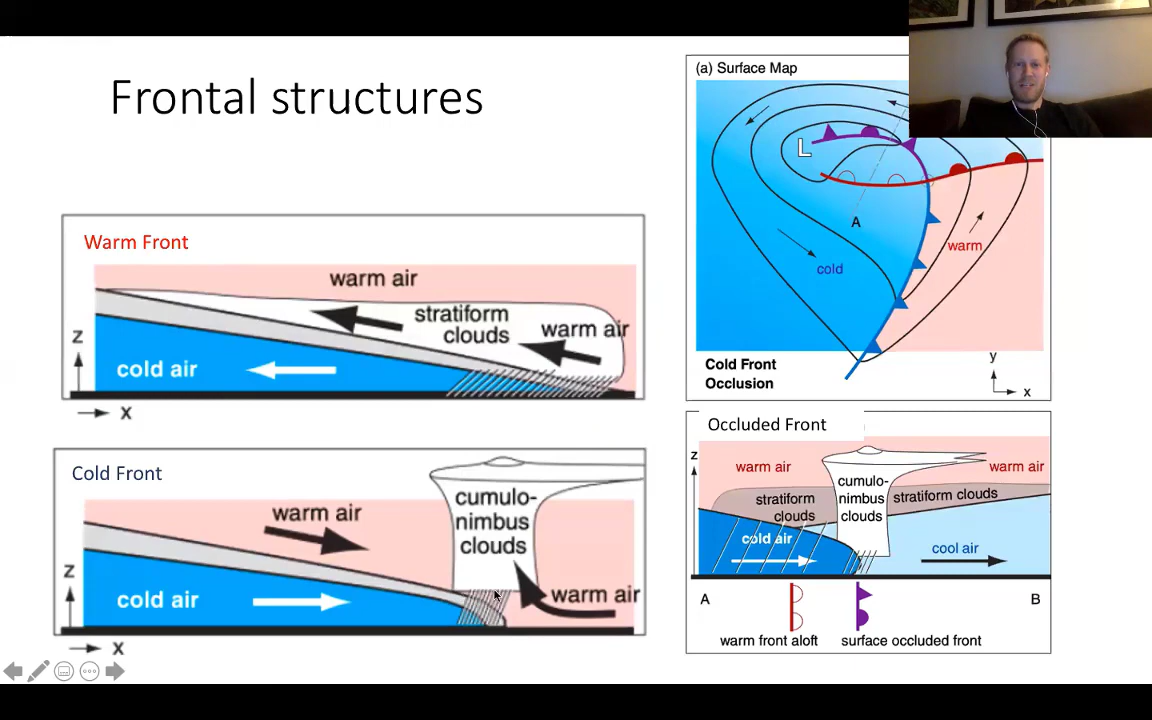 Frontal structures
Warm Front
warm air
stratiform
clouds
warm air
cold air
z
x
Cold Front
warm air
cumulo-
nimbus
clouds
warm air
cold air
z
x
(a) Surface Map
L
A
warm
cold
Cold Front
Occlusion
y
x
Occluded Front
z
warm air
warm air
cumulo-
nimbus
clouds
stratiform
clouds
stratiform clouds
cold air
cool air
A
B
warm front aloft
surface occluded front